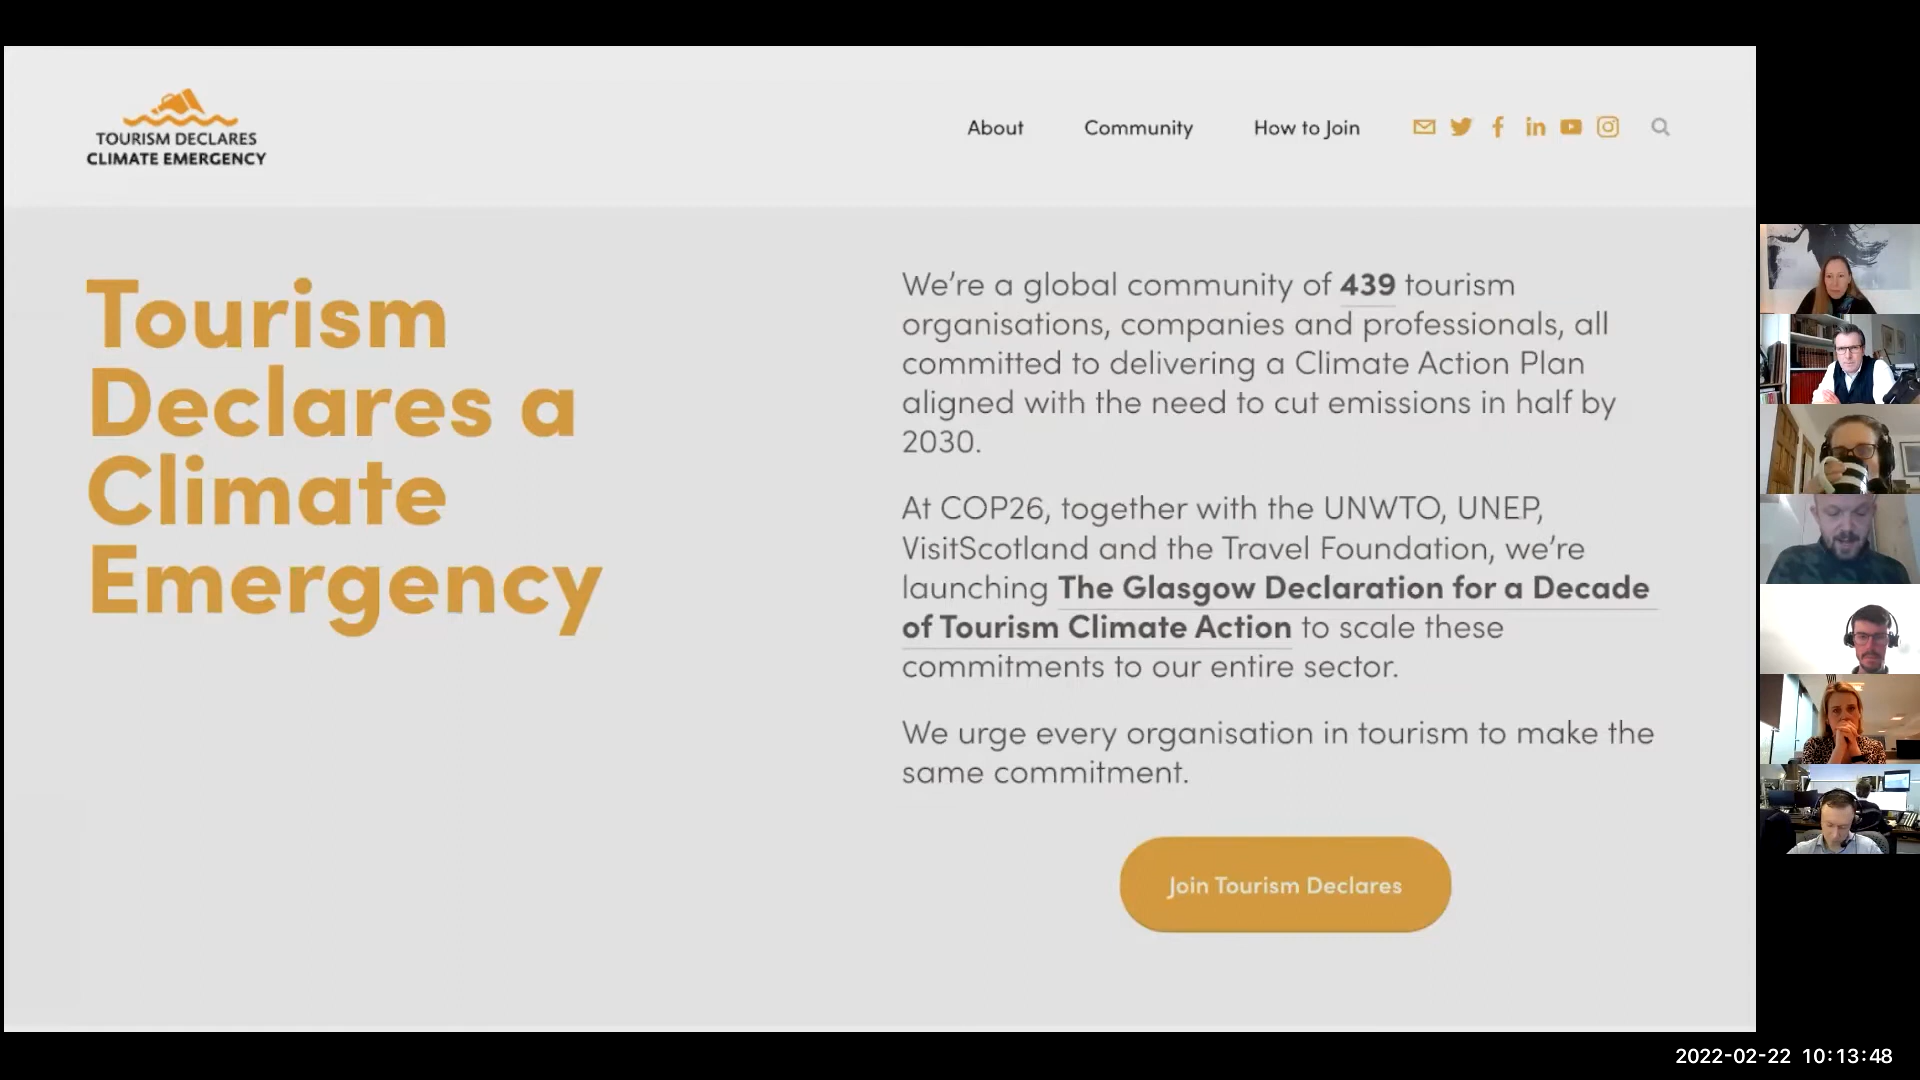 TOURISM DECLARES
CLIMATE EMERGENCY
About
Community
How to Join
Tourism
Declares a
Climate
Emergency
We’re a global community of 439 tourism
organisations, companies and professionals, all
committed to delivering a Climate Action Plan
aligned with the need to cut emissions in half by
2030.
At COP26, together with the UNWTO, UNEP,
VisitScotland and the Travel Foundation, we’re
launching The Glasgow Declaration for a Decade
of Tourism Climate Action to scale these
commitments to our entire sector.
We urge every organisation in tourism to make the
same commitment.
Join Tourism Declares
2022-02-22 10:13:48